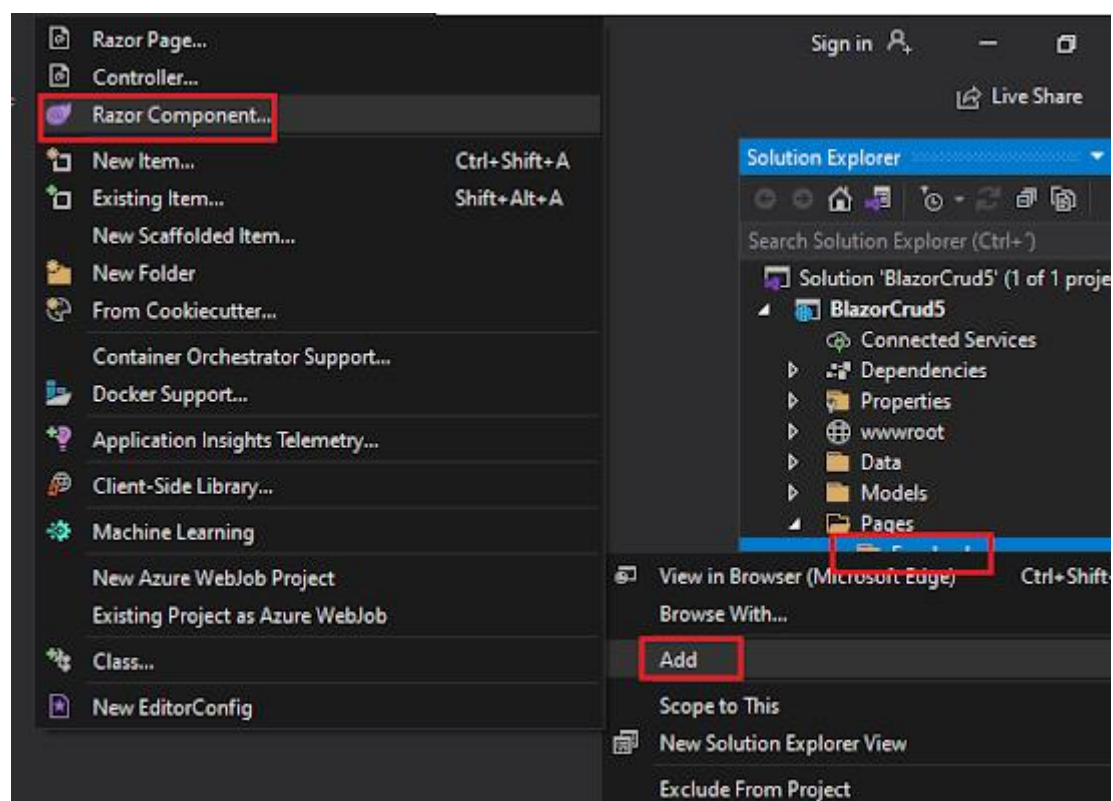 Razor Page...
Controller...
Razor Component...
New Item... Ctrl+Shift+A
Existing Item... Shift+Alt+A
New Scaffolded Item...
New Folder
From Cookiecutter...
Container Orchestrator Support...
Docker Support...
Application Insights Telemetry...
Client-Side Library...
Machine Learning
New Azure WebJob Project
Existing Project as Azure WebJob
Class...
New EditorConfig
Sign in
Live Share
Solution Explorer
Search Solution Explorer (Ctrl+´)
Solution 'BlazorCrud5' (1 of 1 proje
BlazorCrud5
Connected Services
Dependencies
Properties
wwwroot
Data
Models
Pages
View in Browser (Microsoft Edge) Ctrl+Shift+
Browse With...
Add
Scope to This
New Solution Explorer View
Exclude From Project